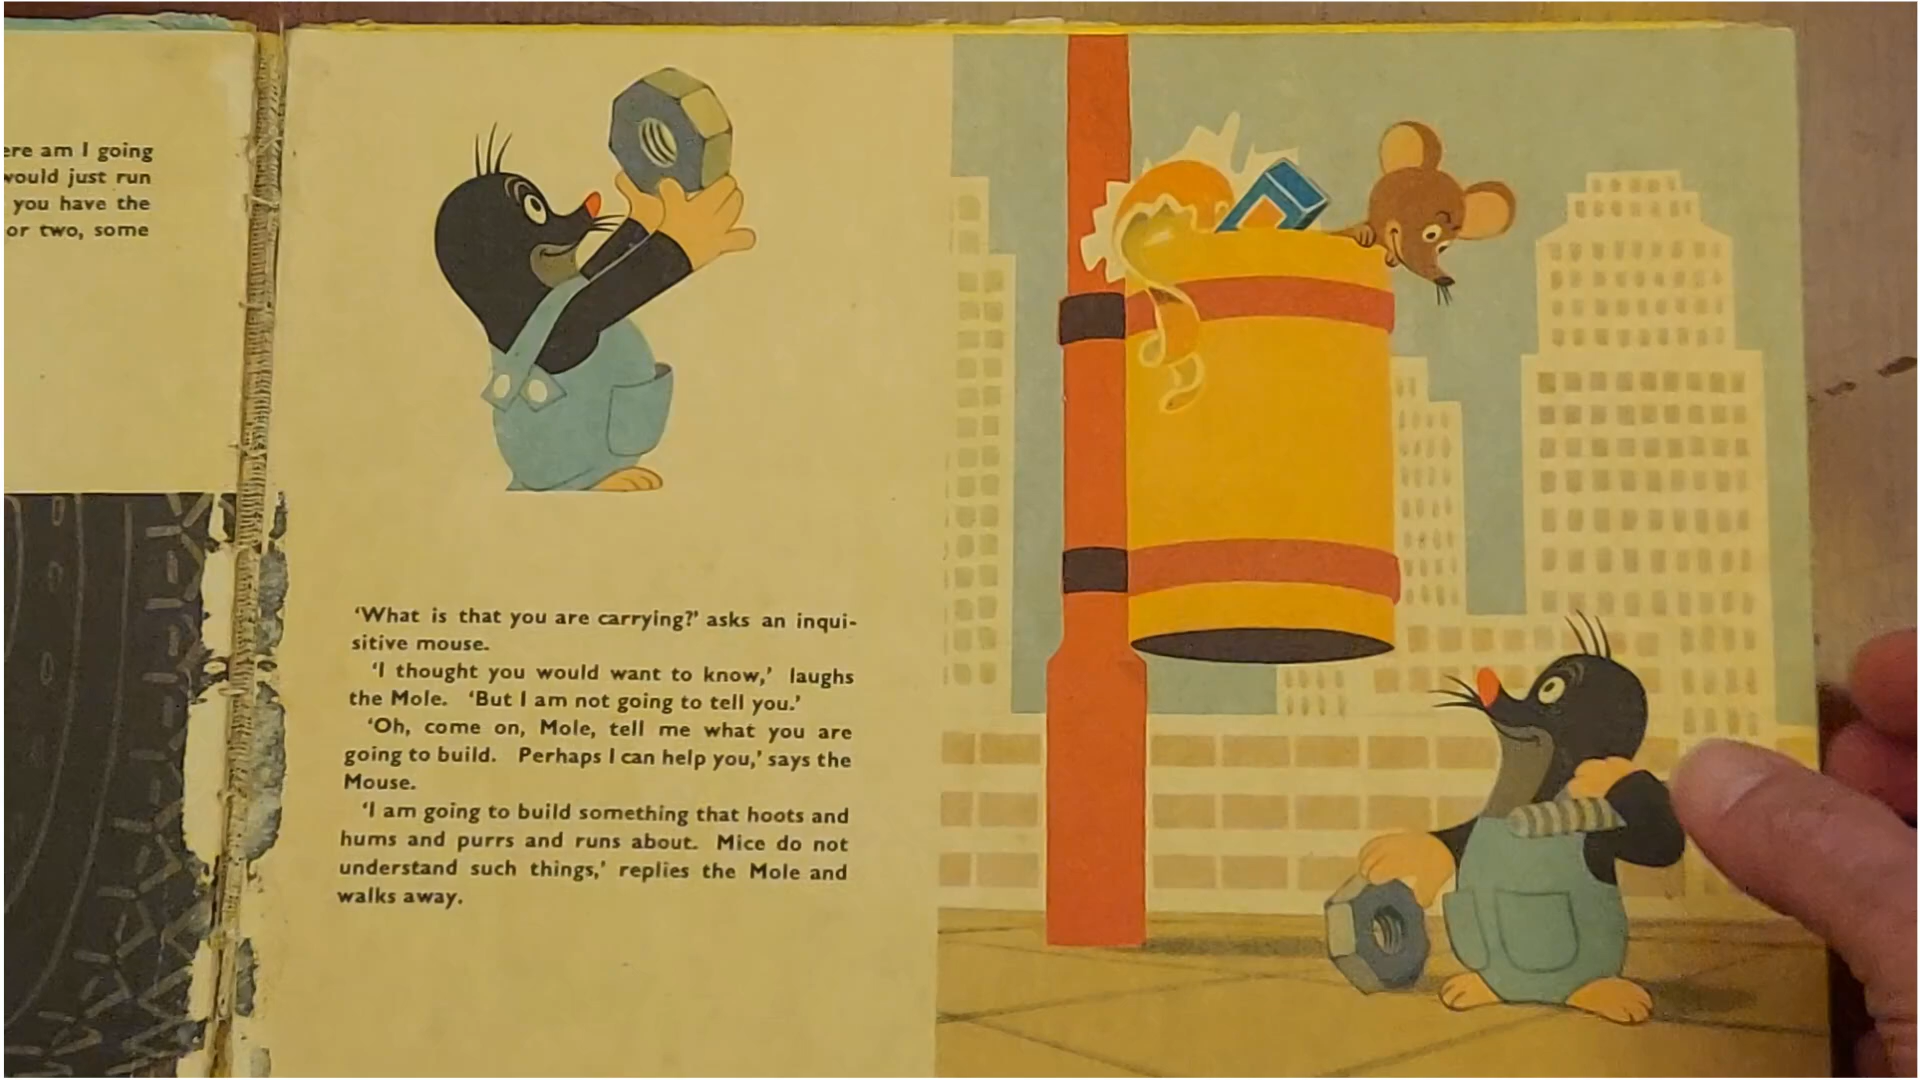 ere am I going
would just run
you have the
or two, some
‘What is that you are carrying?’ asks an inqui-
sitive mouse.
‘I thought you would want to know,’ laughs
the Mole. ‘But I am not going to tell you.’
‘Oh, come on, Mole, tell me what you are
going to build. Perhaps I can help you,’ says the
Mouse.
‘I am going to build something that hoots and
hums and purrs and runs about. Mice do not
understand such things,’ replies the Mole and
walks away.